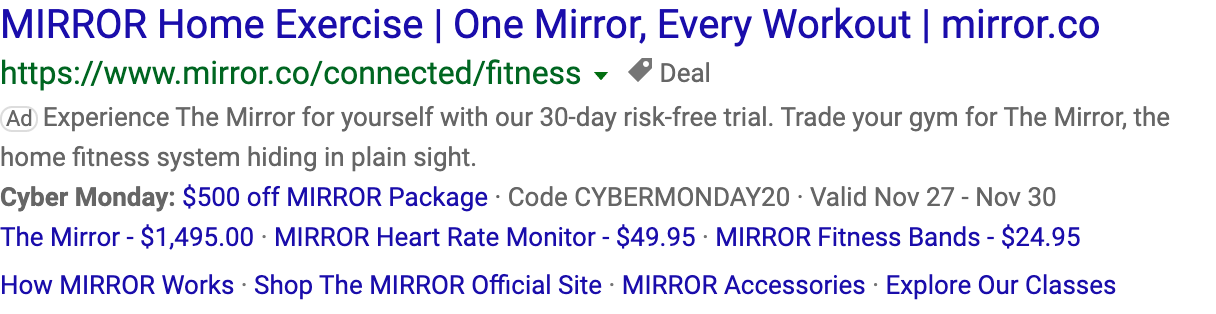 MIRROR Home Exercise | One Mirror, Every Workout | mirror.co
https://www.mirror.co/connected/fitness Deal
Ad Experience The Mirror for yourself with our 30-day risk-free trial. Trade your gym for The Mirror, the
home fitness system hiding in plain sight.
Cyber Monday: $500 off MIRROR Package · Code CYBERMONDAY20 · Valid Nov 27 - Nov 30
The Mirror - $1,495.00 · MIRROR Heart Rate Monitor - $49.95 · MIRROR Fitness Bands - $24.95
How MIRROR Works · Shop The MIRROR Official Site · MIRROR Accessories · Explore Our Classes